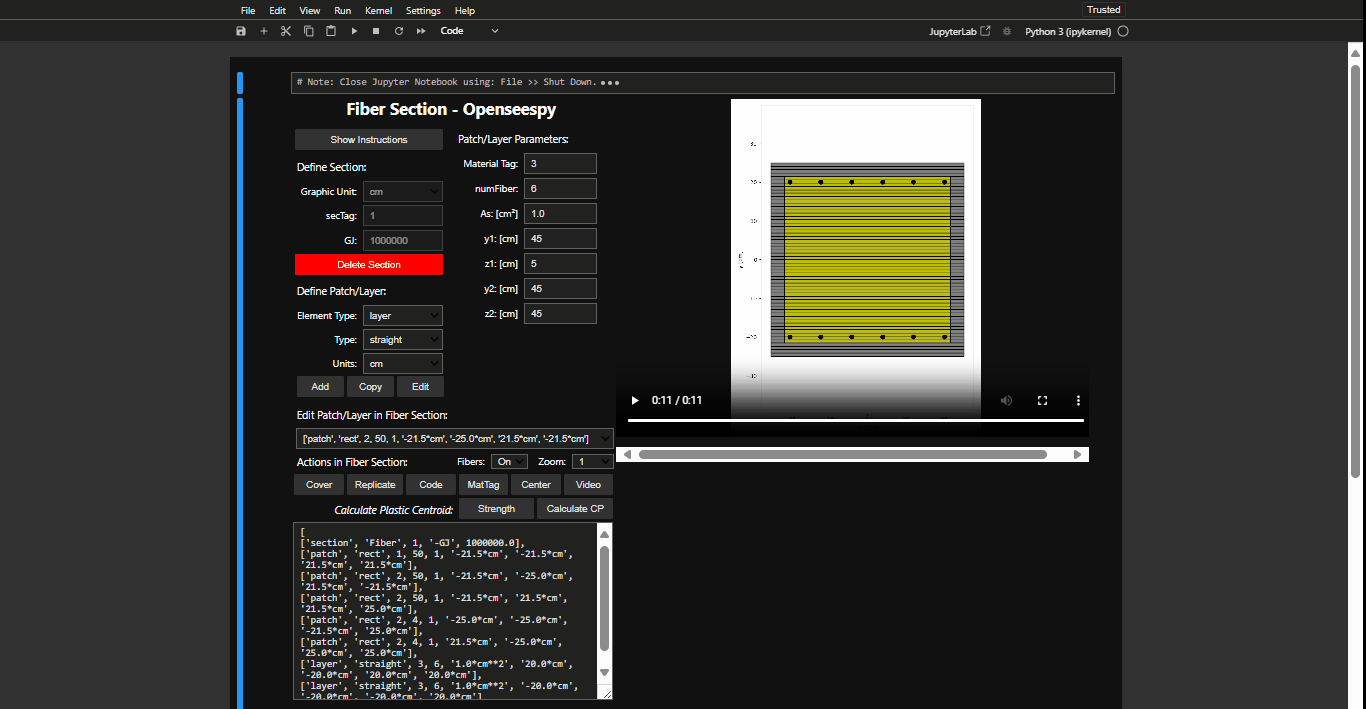 File Edit View Run Kernel Settings Help Trusted
Code JupyterLab Python 3 (ipykernel)
# Note: Close Jupyter Notebook using: File >> Shut Down. •••
Fiber Section - Openseespy
Show Instructions
Define Section:
Graphic Unit: cm
secTag: 1
GJ: 1000000
Delete Section
Define Patch/Layer:
Element Type: layer
Type: straight
Units: cm
Add Copy Edit
Patch/Layer Parameters:
Material Tag: 3
numFiber: 6
As: [cm²] 1.0
y1: [cm] 45
z1: [cm] 5
y2: [cm] 45
z2: [cm] 45
0:11 / 0:11
Edit Patch/Layer in Fiber Section:
['patch', 'rect', 2, 50, 1, '-21.5*cm', '-25.0*cm', '21.5*cm', '-21.5*cm']
Actions in Fiber Section: Fibers: On Zoom: 1
Cover Replicate Code MatTag Center Video
Calculate Plastic Centroid: Strength Calculate CP
[
['section', 'Fiber', 1, '-GJ', 1000000.0],
['patch', 'rect', 1, 50, 1, '-21.5*cm', '-21.5*cm',
'21.5*cm', '21.5*cm'],
['patch', 'rect', 2, 50, 1, '-21.5*cm', '-25.0*cm',
'21.5*cm', '-21.5*cm'],
['patch', 'rect', 2, 50, 1, '-21.5*cm', '21.5*cm',
'21.5*cm', '25.0*cm'],
['patch', 'rect', 2, 4, 1, '-25.0*cm', '-25.0*cm',
'-21.5*cm', '25.0*cm'],
['patch', 'rect', 2, 4, 1, '21.5*cm', '-25.0*cm',
'25.0*cm', '25.0*cm'],
['layer', 'straight', 3, 6, '1.0*cm**2', '20.0*cm',
'-20.0*cm', '20.0*cm', '20.0*cm'],
['layer', 'straight', 3, 6, '1.0*cm**2', '-20.0*cm',
'-20.0*cm', '-20.0*cm', '20.0*cm']